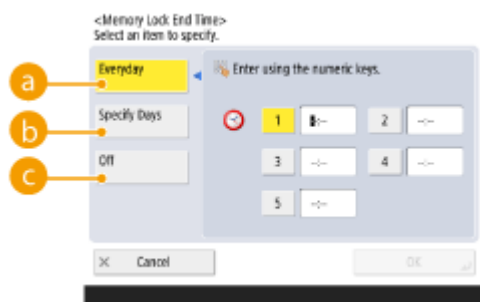 <Memory Lock End Time>
Select an item to specify.
a
Everyday
Enter using the numeric keys.
b
Specify Days
1
--:--
2
--:--
c
Off
3
--:--
4
--:--
5
--:--
× Cancel
OK